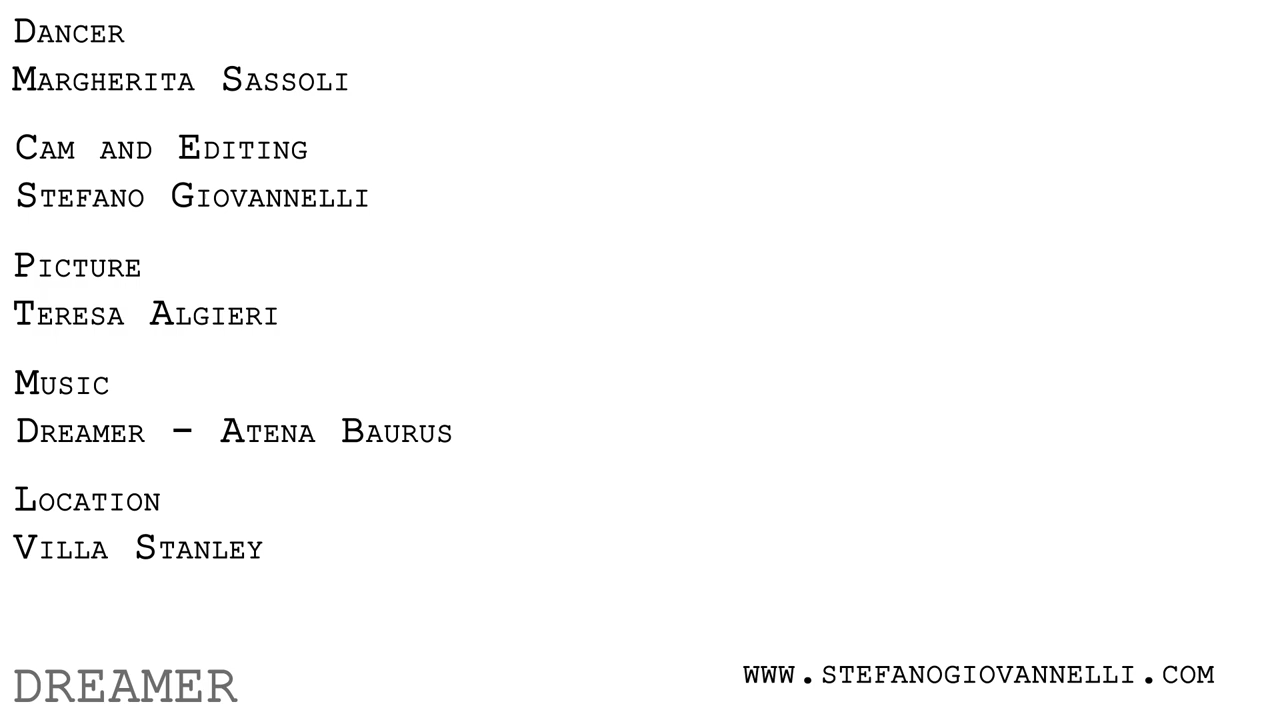 Dancer
Margherita Sassoli
Cam and Editing
Stefano Giovannelli
Picture
Teresa Algieri
Music
Dreamer - Atena Baurus
Location
Villa Stanley
DREAMER
www.stefanogiovannelli.com